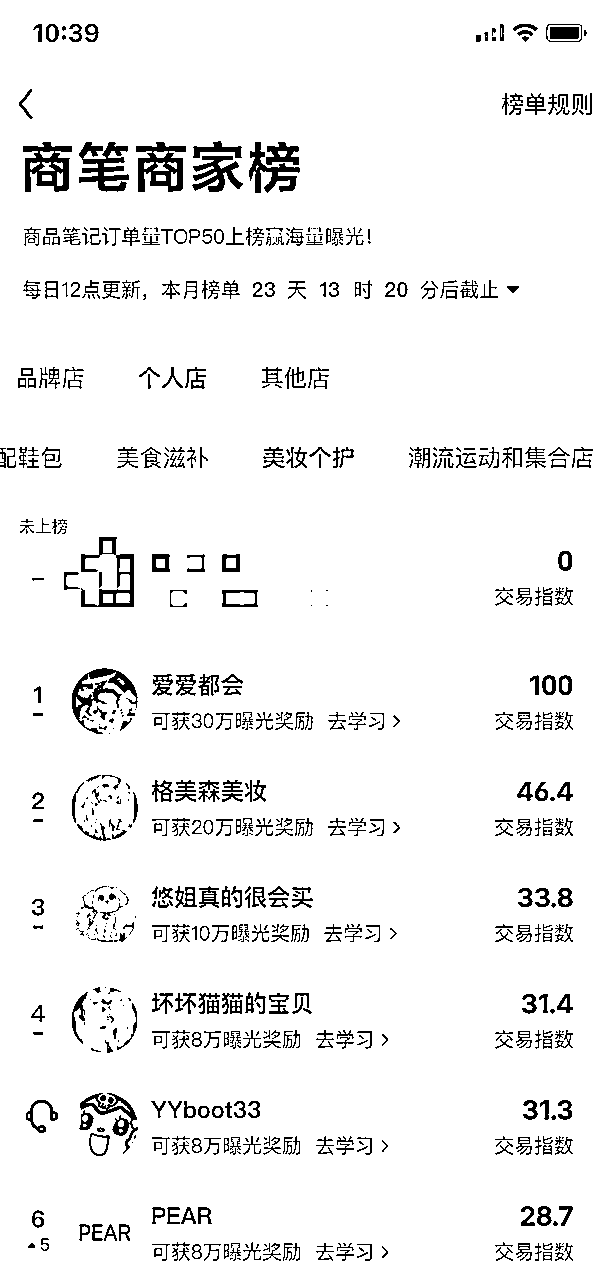 10:39
榜单规则
商笔商家榜
商品笔记订单量TOP50上榜赢海量曝光!
每日12点更新，本月榜单 23 天 13 时 20 分后截止
品牌店 个人店 其他店
配鞋包 美食滋补 美妆个护 潮流运动和集合店
未上榜
–
0
交易指数
1
爱爱都会
100
可获30万曝光奖励 去学习 >
交易指数
2
格美森美妆
46.4
可获20万曝光奖励 去学习 >
交易指数
3
悠姐真的很会买
33.8
可获10万曝光奖励 去学习 >
交易指数
4
坏坏猫猫的宝贝
31.4
可获8万曝光奖励 去学习 >
交易指数
YYboot33
31.3
可获8万曝光奖励 去学习 >
交易指数
6
PEAR
PEAR
28.7
▲5
可获8万曝光奖励 去学习 >
交易指数